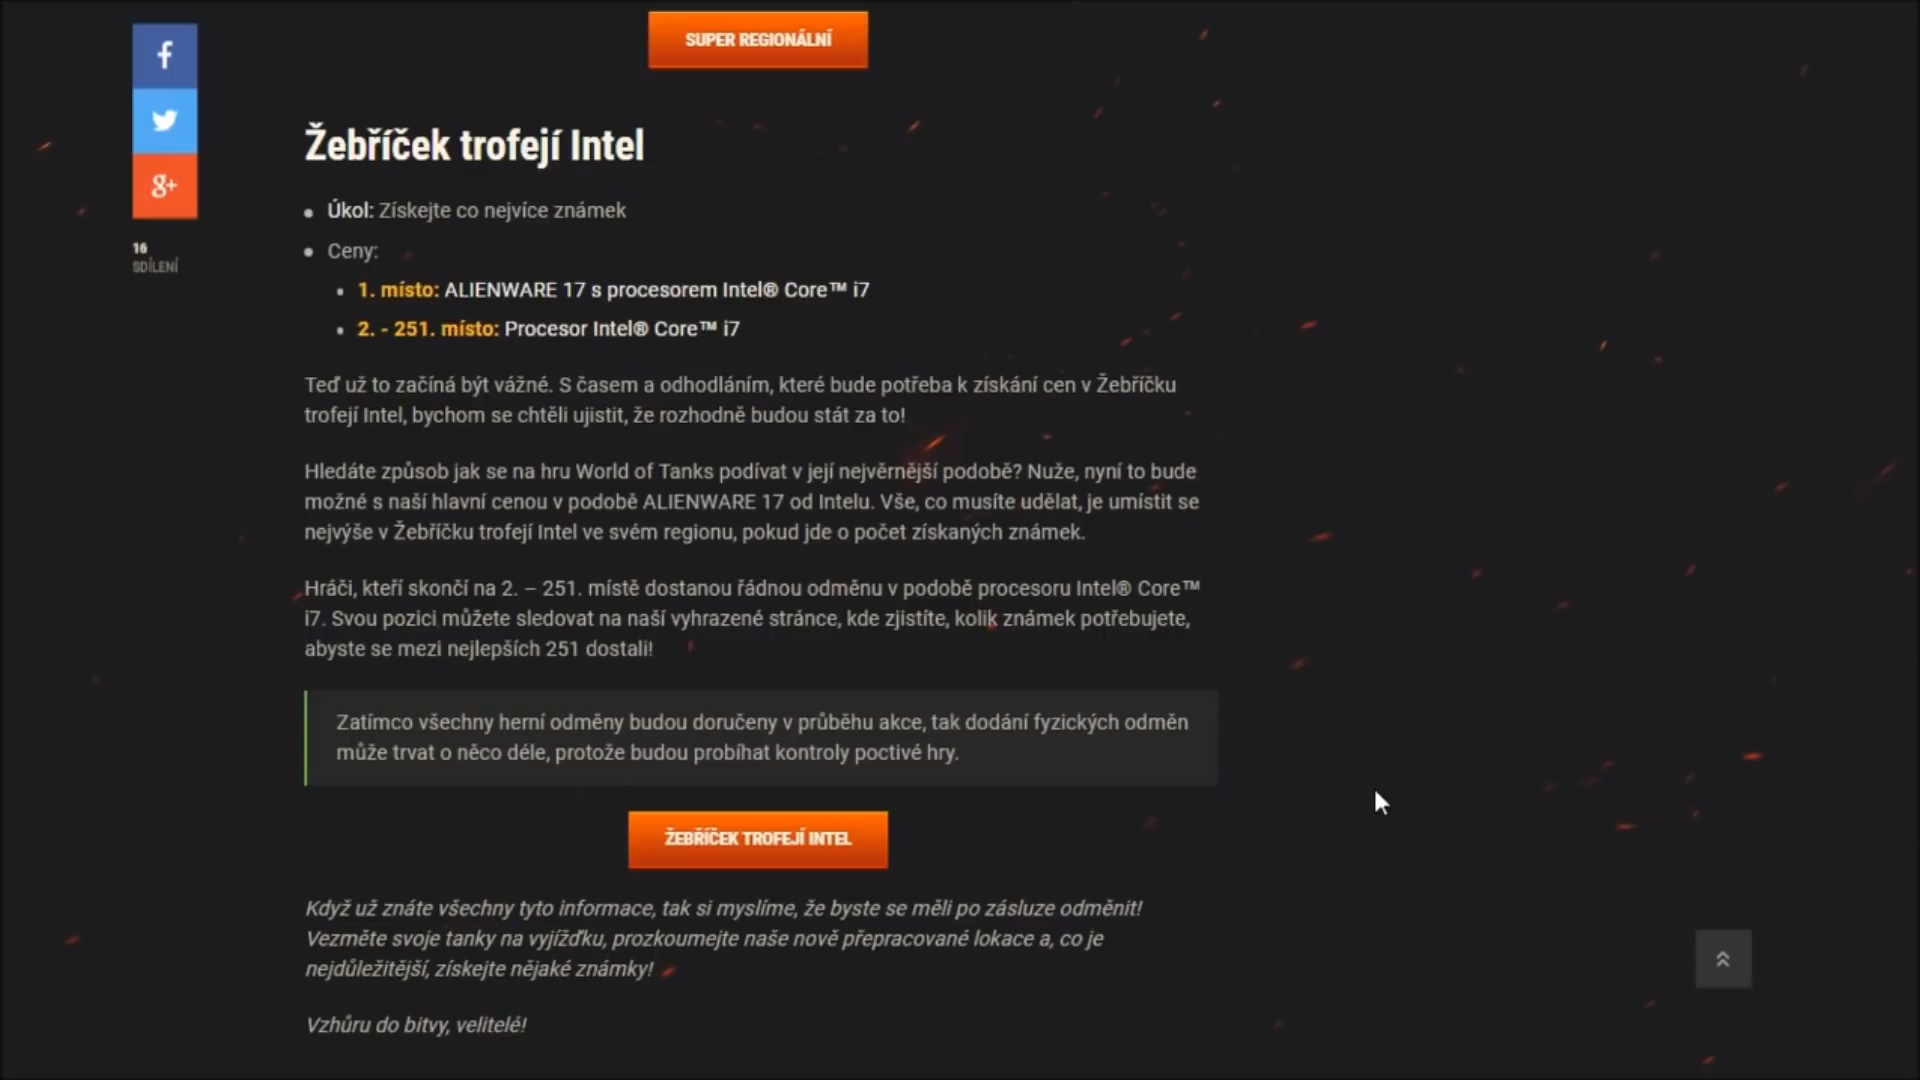 SUPER REGIONÁLNÍ
f
g+
16
SDÍLENÍ
Žebříček trofejí Intel
Úkol: Získejte co nejvíce známek
Ceny:
1. místo: ALIENWARE 17 s procesorem Intel® Core™ i7
2. - 251. místo: Procesor Intel® Core™ i7
Teď už to začíná být vážné. S časem a odhodláním, které bude potřeba k získání cen v Žebříčku
trofejí Intel, bychom se chtěli ujistit, že rozhodně budou stát za to!
Hledáte způsob jak se na hru World of Tanks podívat v její nejvěrnější podobě? Nuže, nyní to bude
možné s naší hlavní cenou v podobě ALIENWARE 17 od Intelu. Vše, co musíte udělat, je umístit se
nejvýše v Žebříčku trofejí Intel ve svém regionu, pokud jde o počet získaných známek.
Hráči, kteří skončí na 2. – 251. místě dostanou řádnou odměnu v podobě procesoru Intel® Core™
i7. Svou pozici můžete sledovat na naší vyhrazené stránce, kde zjistíte, kolik známek potřebujete,
abyste se mezi nejlepších 251 dostali!
Zatímco všechny herní odměny budou doručeny v průběhu akce, tak dodání fyzických odměn
může trvat o něco déle, protože budou probíhat kontroly poctivé hry.
ŽEBŘÍČEK TROFEJÍ INTEL
Když už znáte všechny tyto informace, tak si myslíme, že byste se měli po zásluze odměnit!
Vezměte svoje tanky na vyjížďku, prozkoumejte naše nově přepracované lokace a, co je
nejdůležitější, získejte nějaké známky!
Vzhůru do bitvy, velitelé!